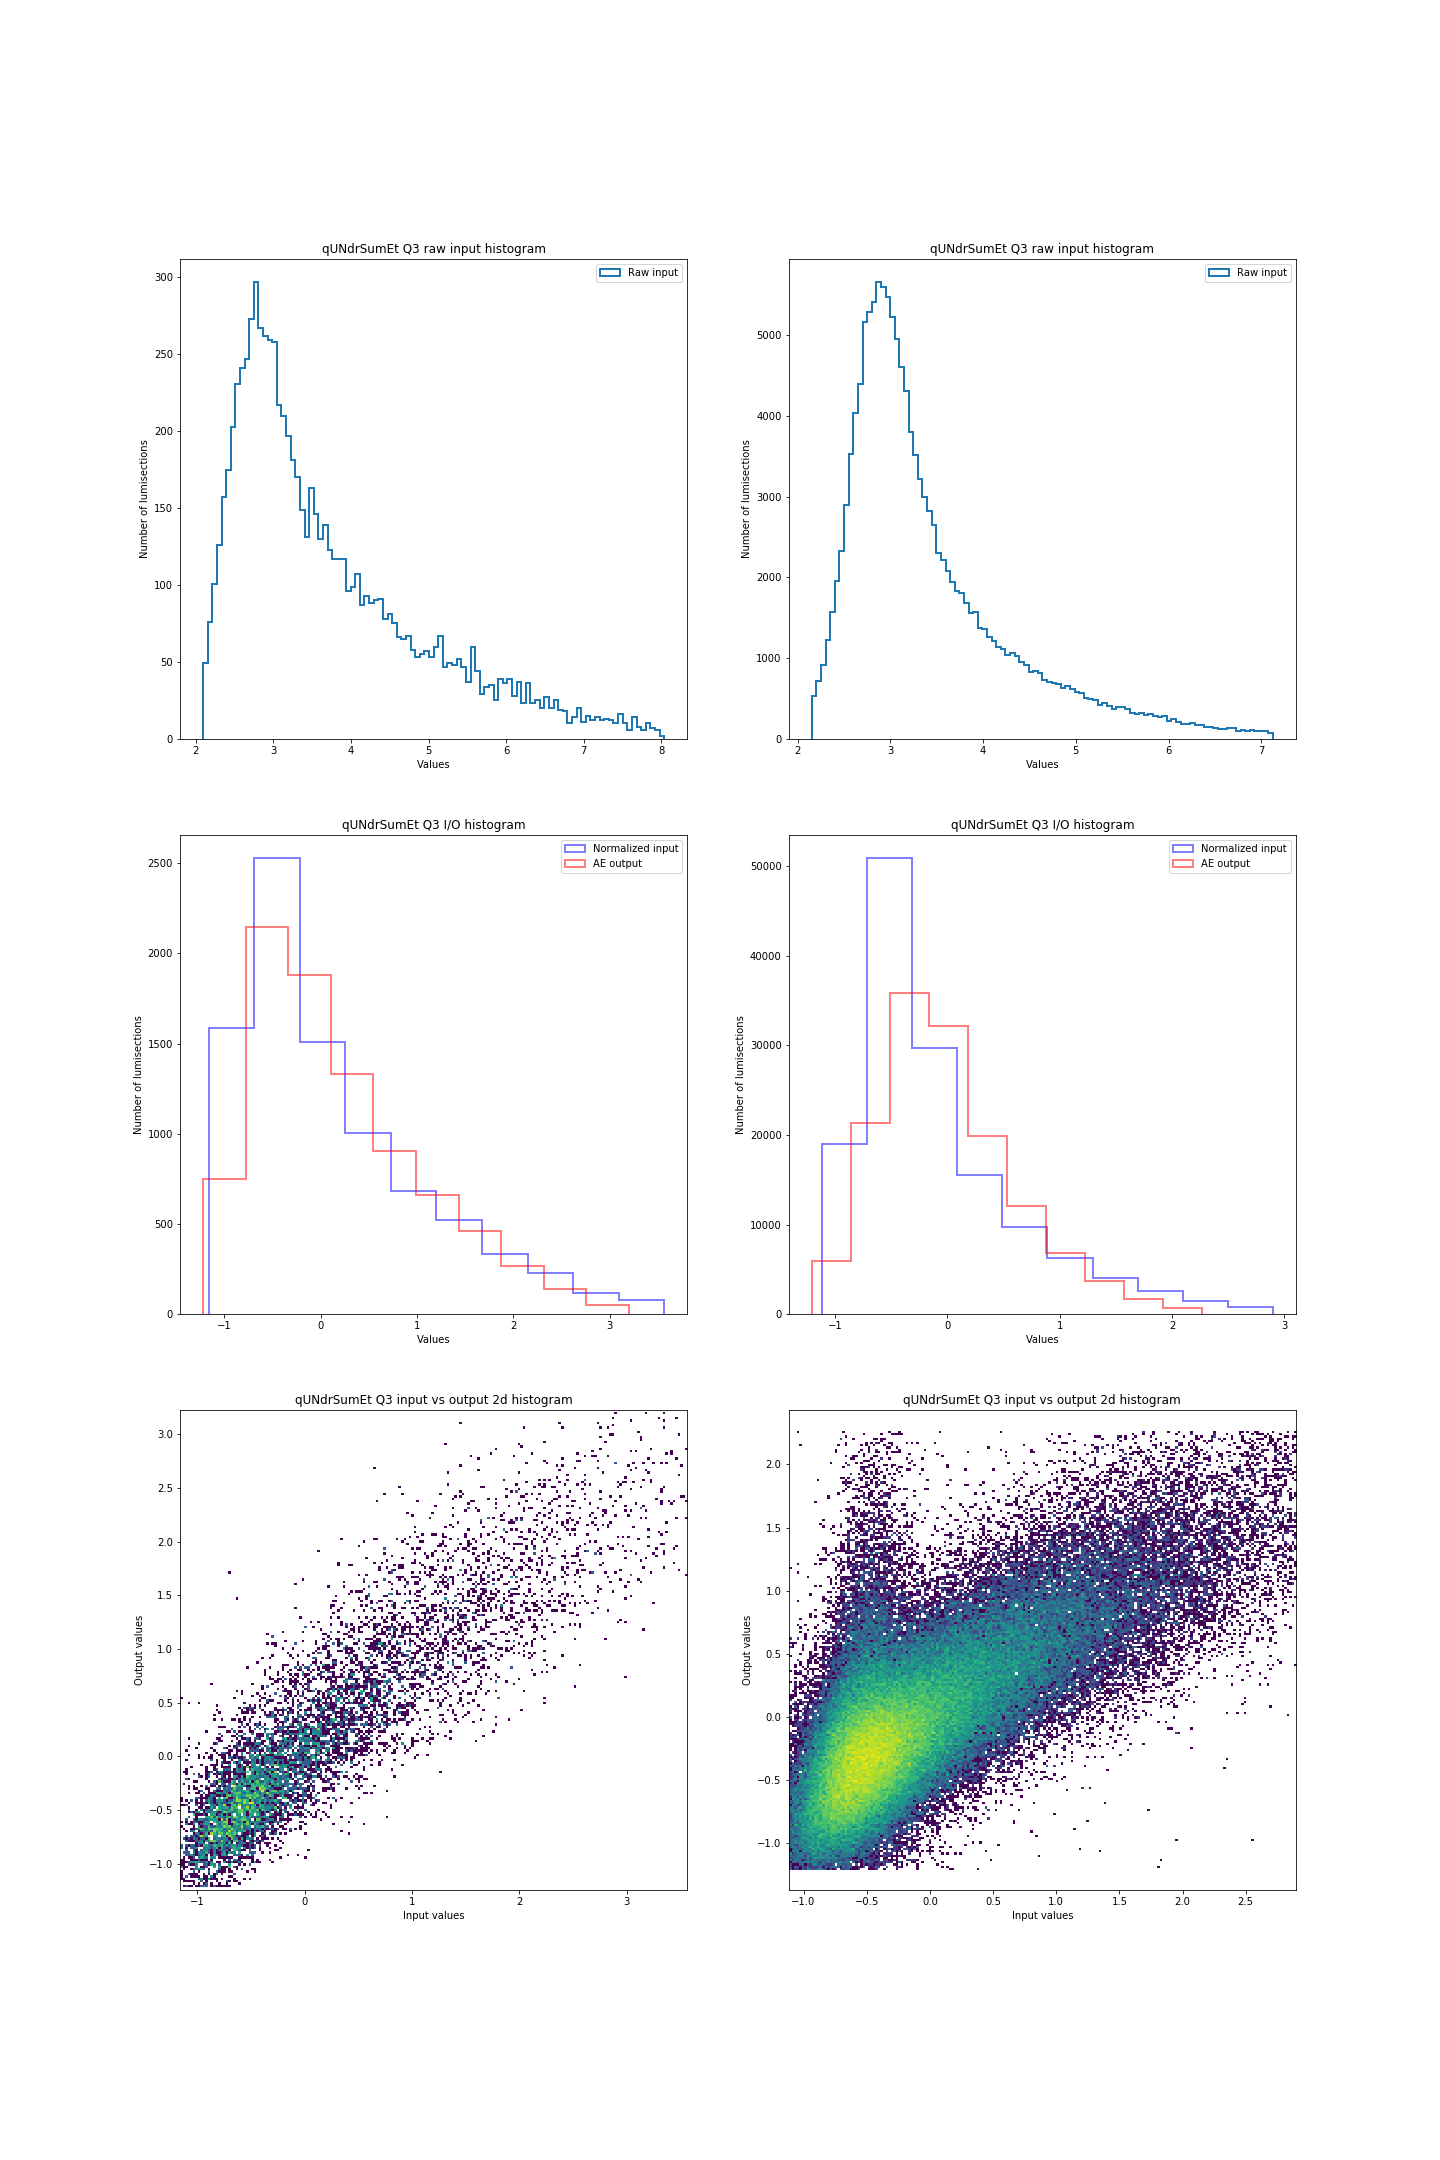 qUNdrSumEt Q3 raw input histogram
Raw input
300
250
200
150
100
50
0
Number of lumisections
2 3 4 5 6 7 8
Values
qUNdrSumEt Q3 raw input histogram
Raw input
5000
4000
3000
2000
1000
0
Number of lumisections
2 3 4 5 6 7
Values
qUNdrSumEt Q3 I/O histogram
Normalized input
AE output
2500
2000
1500
1000
500
0
Number of lumisections
−1 0 1 2 3
Values
qUNdrSumEt Q3 I/O histogram
Normalized input
AE output
50000
40000
30000
20000
10000
0
Number of lumisections
−1 0 1 2 3
Values
qUNdrSumEt Q3 input vs output 2d histogram
3.0
2.5
2.0
1.5
1.0
0.5
0.0
−0.5
−1.0
Output values
−1 0 1 2 3
Input values
qUNdrSumEt Q3 input vs output 2d histogram
2.0
1.5
1.0
0.5
0.0
−0.5
−1.0
Output values
−1.0 −0.5 0.0 0.5 1.0 1.5 2.0 2.5
Input values